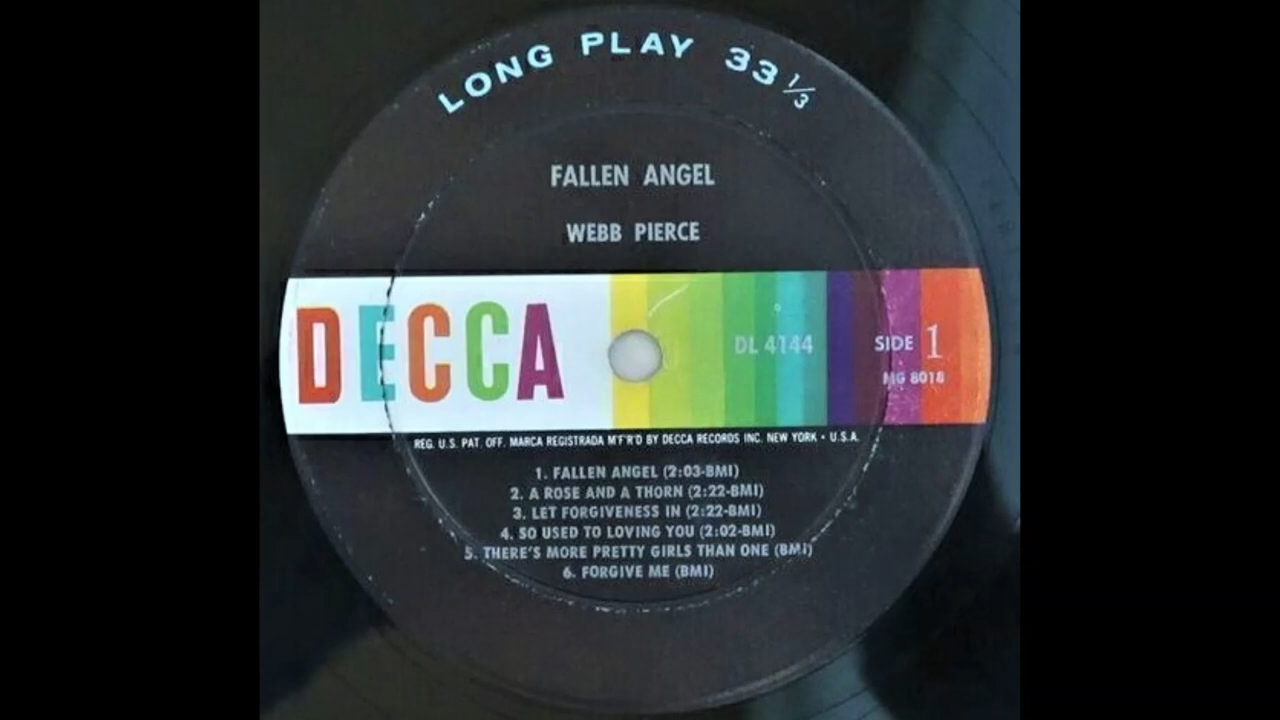 LONG PLAY 33 1/3
FALLEN ANGEL
WEBB PIERCE
DECCA
DL 4144
SIDE 1
MG 8018
REG. U.S. PAT. OFF. MARCA REGISTRADA M'F'R'D BY DECCA RECORDS INC. NEW YORK • U.S.A.
1. FALLEN ANGEL (2:03-BMI)
2. A ROSE AND A THORN (2:22-BMI)
3. LET FORGIVENESS IN (2:22-BMI)
4. SO USED TO LOVING YOU (2:02-BMI)
5. THERE'S MORE PRETTY GIRLS THAN ONE (BMI)
6. FORGIVE ME (BMI)